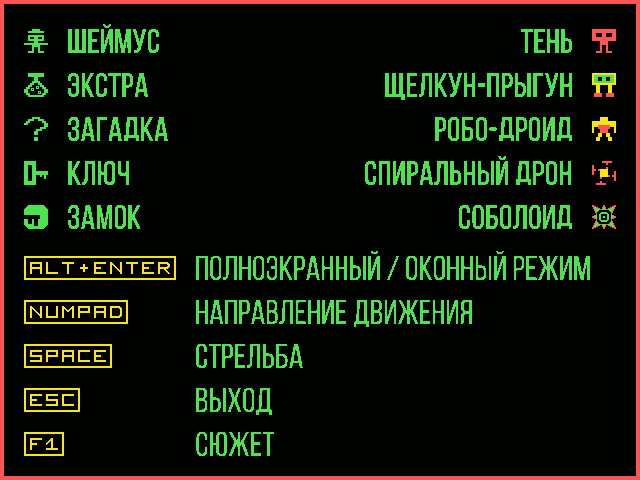 ШЕЙМУС ТЕНЬ
ЭКСТРА ЩЕЛКУН-ПРЫГУН
? ЗАГАДКА РОБО-ДРОИД
КЛЮЧ СПИРАЛЬНЫЙ ДРОН
ЗАМОК СОБОЛОИД
ALT+ENTER ПОЛНОЭКРАННЫЙ / ОКОННЫЙ РЕЖИМ
NUMPAD НАПРАВЛЕНИЕ ДВИЖЕНИЯ
SPACE СТРЕЛЬБА
ESC ВЫХОД
F1 СЮЖЕТ